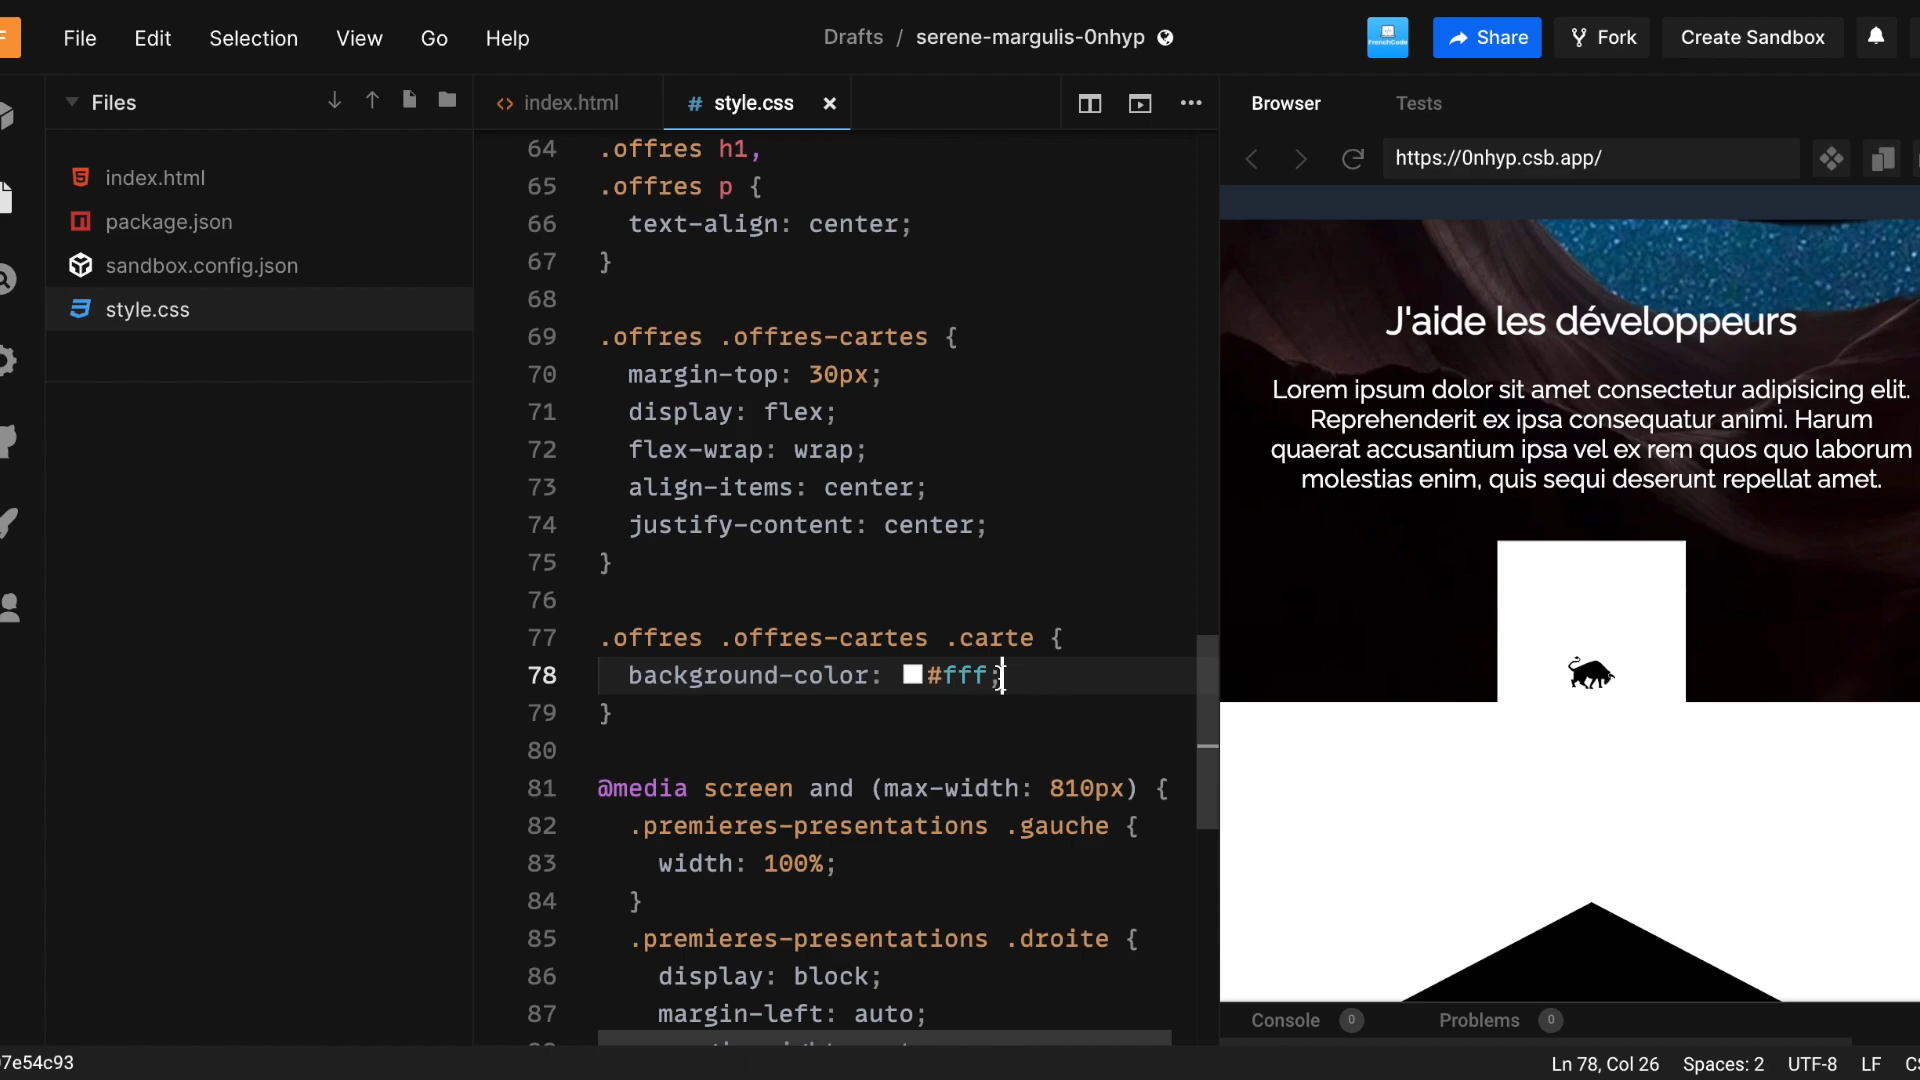 File Edit Selection View Go Help Drafts / serene-margulis-0nhyp Share Fork Create Sandbox
FrenchCode
Files
index.html
package.json
sandbox.config.json
style.css
index.html # style.css ×
64 .offres h1,
65 .offres p {
66 text-align: center;
67 }
68
69 .offres .offres-cartes {
70 margin-top: 30px;
71 display: flex;
72 flex-wrap: wrap;
73 align-items: center;
74 justify-content: center;
75 }
76
77 .offres .offres-cartes .carte {
78 background-color: #fff;
79 }
80
81 @media screen and (max-width: 810px) {
82 .premieres-presentations .gauche {
83 width: 100%;
84 }
85 .premieres-presentations .droite {
86 display: block;
87 margin-left: auto;
Browser Tests
https://0nhyp.csb.app/
J'aide les développeurs
Lorem ipsum dolor sit amet consectetur adipisicing elit.
Reprehenderit ex ipsa consequatur animi. Harum
quaerat accusantium ipsa vel ex rem quos quo laborum
molestias enim, quis sequi deserunt repellat amet.
Console 0 Problems 0
7e54c93
Ln 78, Col 26 Spaces: 2 UTF-8 LF